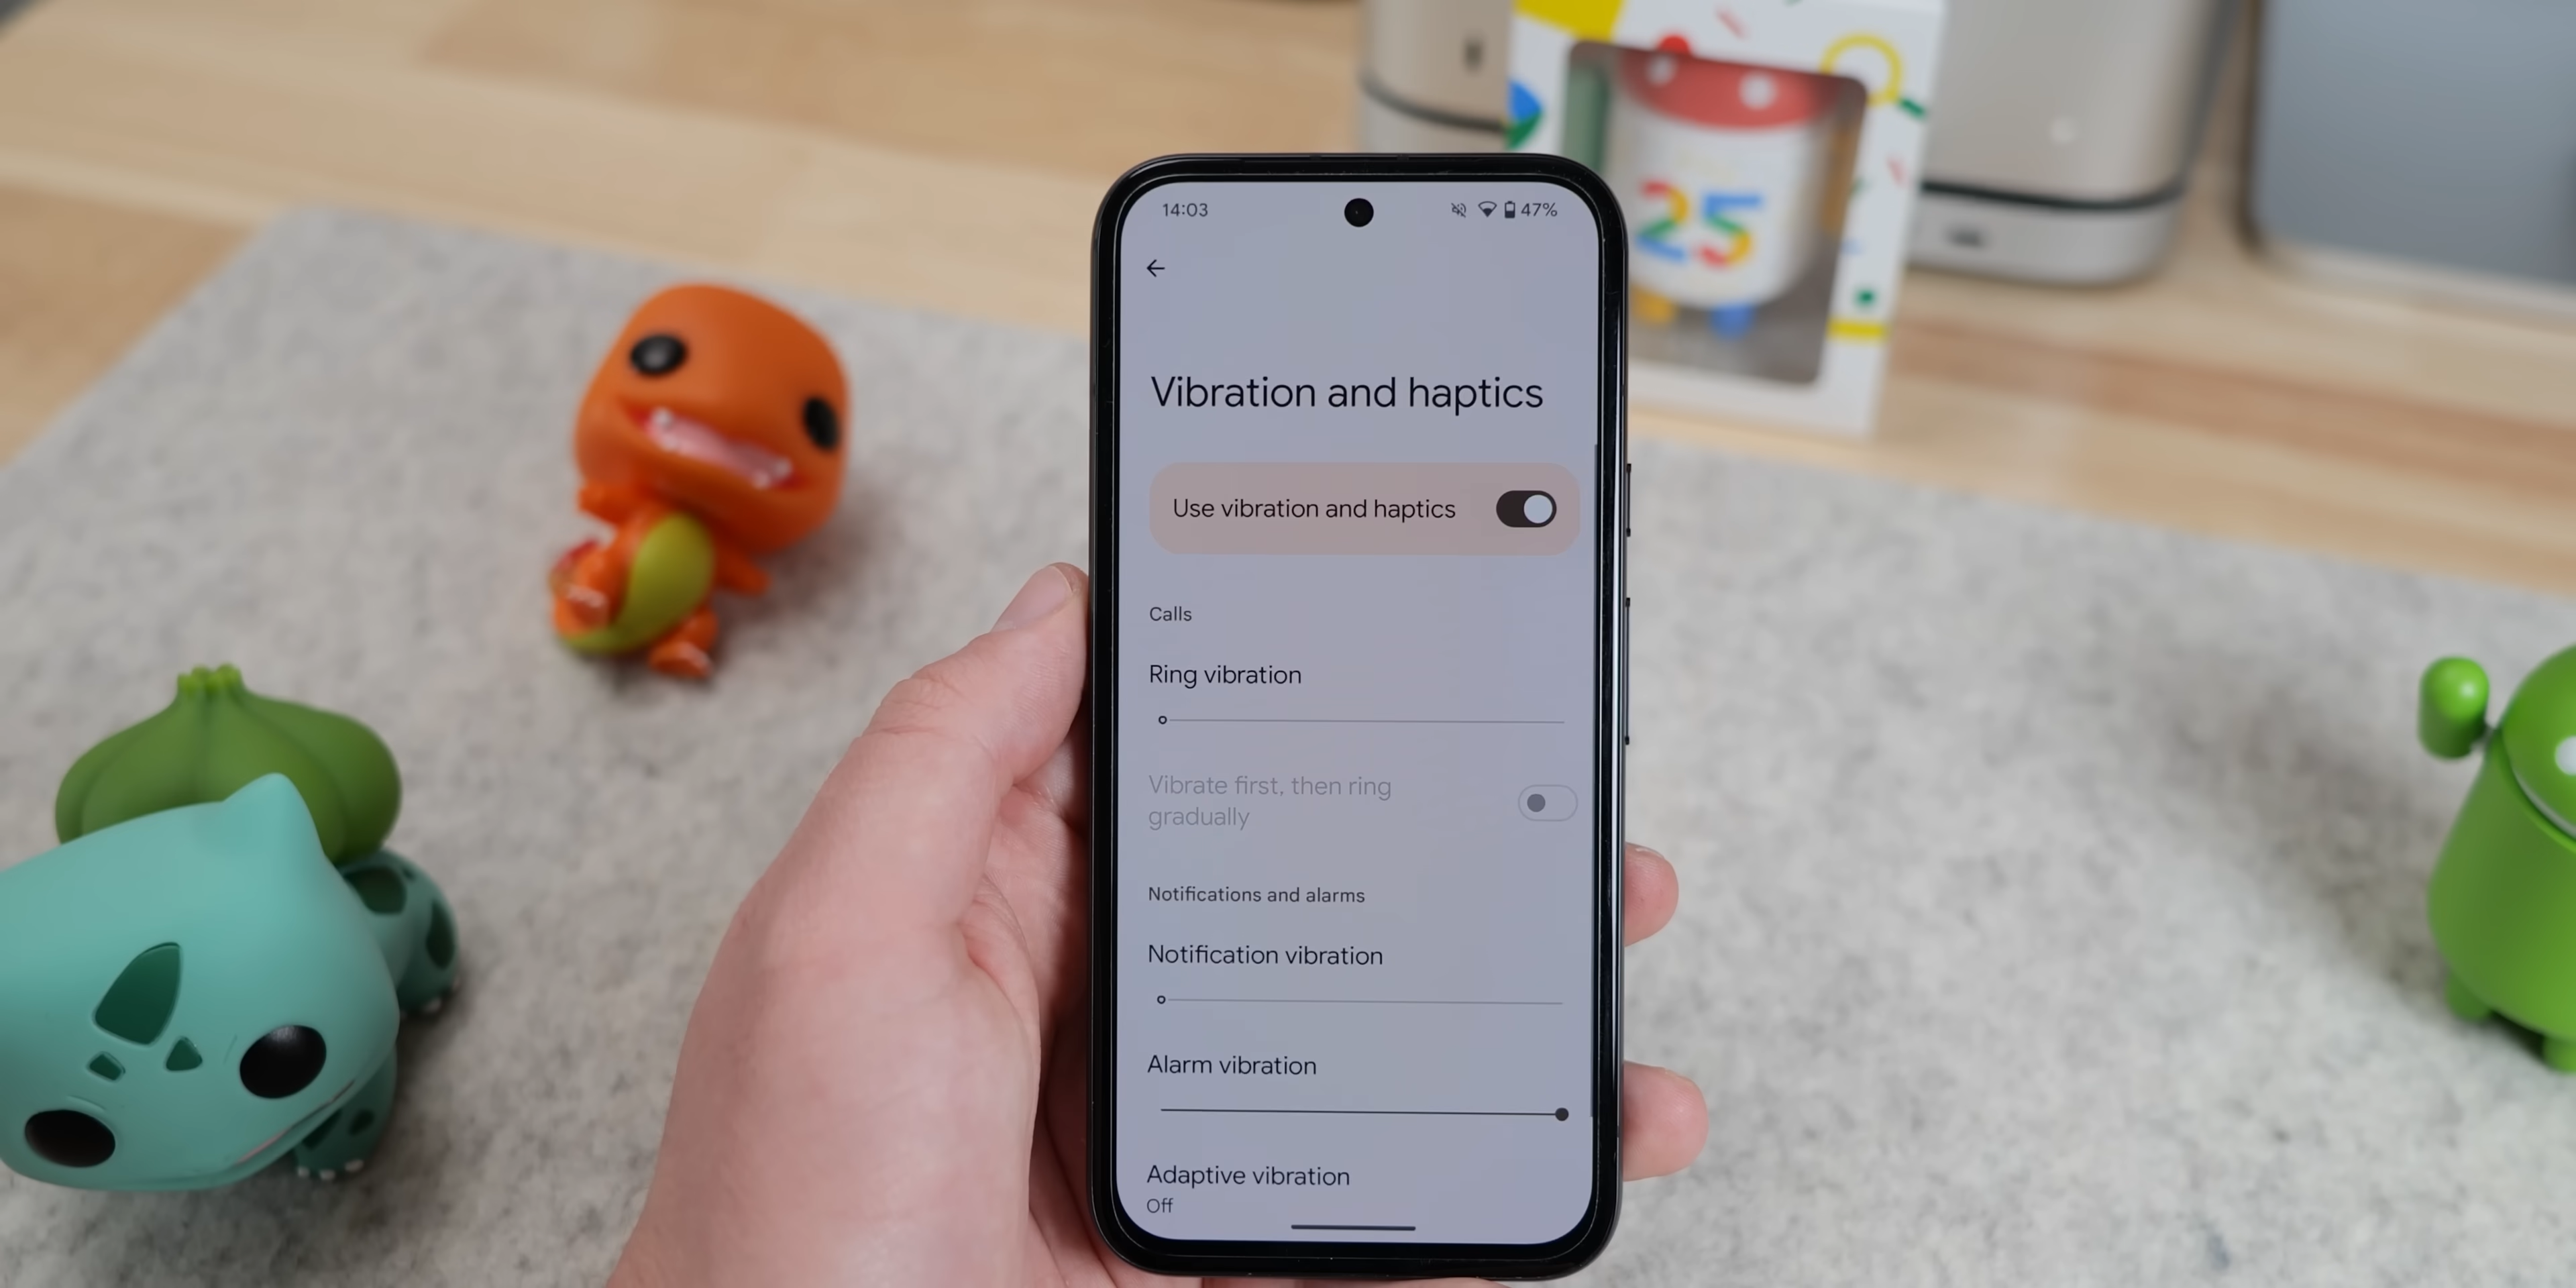 14:03
47%
Vibration and haptics
Use vibration and haptics
Calls
Ring vibration
Vibrate first, then ring
gradually
Notifications and alarms
Notification vibration
Alarm vibration
Adaptive vibration
Off
25